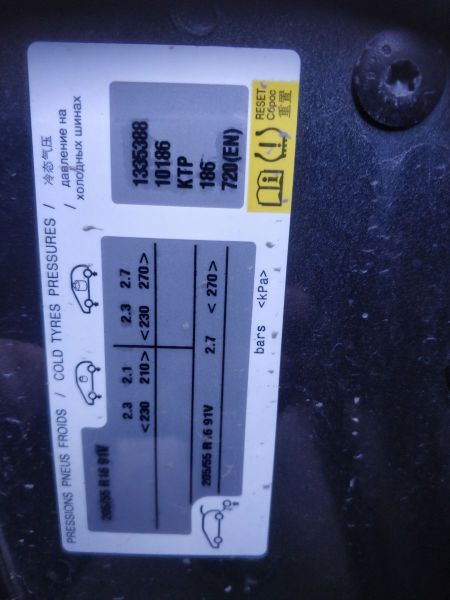 PRESSIONS PNEUS FROIDS / COLD TYRES PRESSURES / 冷态气压
давление на
холодных шинах
205/55 R 16 91V
2.3 2.1
<230 210>
2.3 2.7
<230 270>
205/55 R 16 91V
2.7 <270>
bars <kPa>
1335388
10186
KTP
186
720(EN)
RESET
Сброс
重置